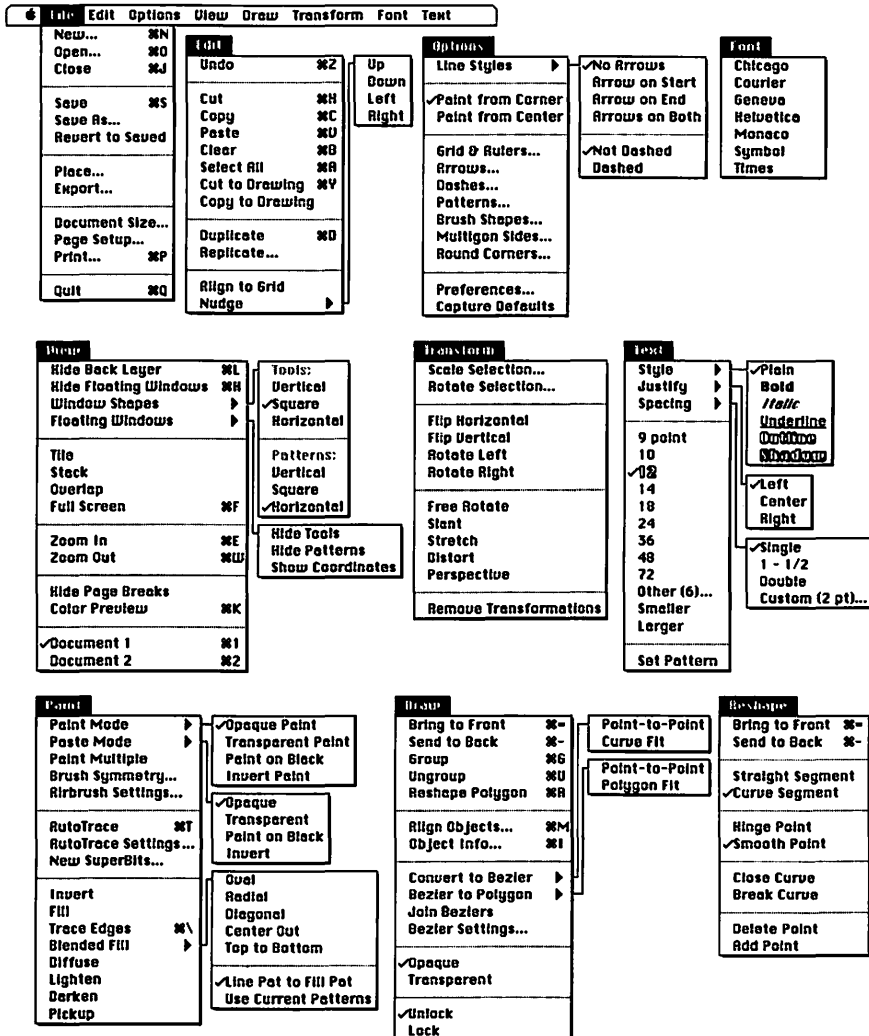 File Edit Options View Draw Transform Font Text
New... ⌘N
Open... ⌘O
Close ⌘J
Save ⌘S
Save As...
Revert to Saved
Place...
Export...
Document Size...
Page Setup...
Print... ⌘P
Quit ⌘Q
Edit
Undo ⌘Z
Cut ⌘X
Copy ⌘C
Paste ⌘V
Clear ⌘B
Select All ⌘A
Cut to Drawing ⌘Y
Copy to Drawing
Duplicate ⌘D
Replicate...
Align to Grid
Nudge ▶
Up
Down
Left
Right
Options
Line Styles ▶
✓Paint from Corner
Paint from Center
Grid & Rulers...
Arrows...
Dashes...
Patterns...
Brush Shapes...
Multigon Sides...
Round Corners...
Preferences...
Capture Defaults
✓No Arrows
Arrow on Start
Arrow on End
Arrows on Both
✓Not Dashed
Dashed
Font
Chicago
Courier
Geneva
Helvetica
Monaco
Symbol
Times
View
Hide Back Layer ⌘L
Hide Floating Windows ⌘H
Window Shapes ▶
Floating Windows ▶
Tile
Stack
Overlap
Full Screen ⌘F
Zoom In ⌘E
Zoom Out ⌘W
Hide Page Breaks
Color Preview ⌘K
✓Document 1 ⌘1
Document 2 ⌘2
Tools:
Vertical
✓Square
Horizontal
Patterns:
Vertical
Square
✓Horizontal
Hide Tools
Hide Patterns
Show Coordinates
Transform
Scale Selection...
Rotate Selection...
Flip Horizontal
Flip Vertical
Rotate Left
Rotate Right
Free Rotate
Slant
Stretch
Distort
Perspective
Remove Transformations
Text
Style ▶
Justify ▶
Spacing ▶
9 point
10
✓12
14
18
24
36
48
72
Other (6)...
Smaller
Larger
Set Pattern
✓Plain
Bold
Italic
Underline
Outline
Shadow
✓Left
Center
Right
✓Single
1 - 1/2
Double
Custom (2 pt)...
Paint
Paint Mode ▶
Paste Mode ▶
Paint Multiple
Brush Symmetry...
Airbrush Settings...
AutoTrace ⌘T
AutoTrace Settings...
New SuperBits...
Invert
Fill
Trace Edges ⌘\
Blended Fill ▶
Diffuse
Lighten
Darken
Pickup
✓Opaque Paint
Transparent Paint
Paint on Black
Invert Paint
✓Opaque
Transparent
Paint on Black
Invert
Oval
Radial
Diagonal
Center Out
Top to Bottom
✓Line Pat to Fill Pat
Use Current Patterns
Draw
Bring to Front ⌘=
Send to Back ⌘-
Group ⌘G
Ungroup ⌘U
Reshape Polygon ⌘R
Align Objects... ⌘M
Object Info... ⌘I
Convert to Bezier ▶
Bezier to Polygon ▶
Join Beziers
Bezier Settings...
✓Opaque
Transparent
✓Unlock
Lock
Point-to-Point
Curve Fit
Point-to-Point
Polygon Fit
Reshape
Bring to Front ⌘=
Send to Back ⌘-
Straight Segment
✓Curve Segment
Hinge Point
✓Smooth Point
Close Curve
Break Curve
Delete Point
Add Point